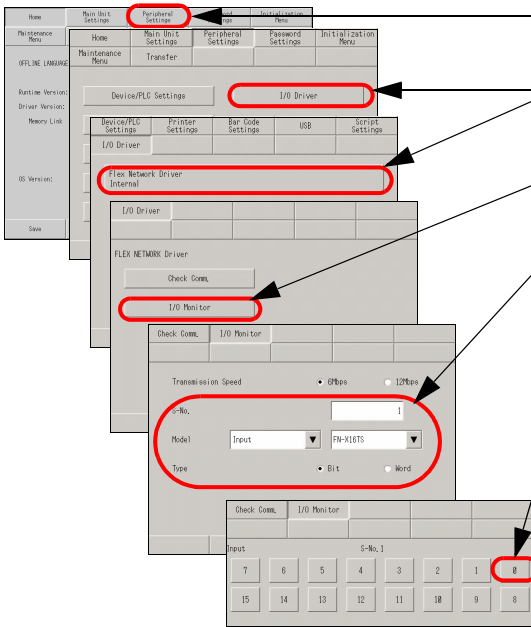 Home Main Unit Settings Peripheral Settings Settings Initialization Menu
Maintenance Menu
OFFLINE LANGUAGE
Runtime Version:
Driver Version:
Memory Link
OS Version:
Save
Home Main Unit Settings Peripheral Settings Password Settings Initialization Menu
Maintenance Menu Transfer
Device/PLC Settings I/O Driver
Device/PLC Settings Printer Settings Bar Code Settings USB Script Settings
I/O Driver
Flex Network Driver
Internal
I/O Driver
FLEX NETWORK Driver
Check Comm.
I/O Monitor
Check Comm. I/O Monitor
Transmission Speed 6Mbps 12Mbps
S-No. 1
Model Input FN-X16TS
Type Bit Word
Check Comm. I/O Monitor
Input S-No.1
7 6 5 4 3 2 1 0
15 14 13 12 11 10 9 8